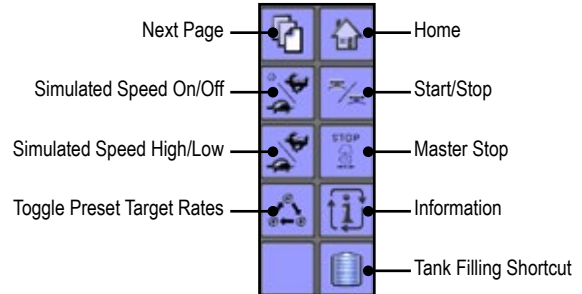 Next Page
Home
Simulated Speed On/Off
Start/Stop
Simulated Speed High/Low
STOP
Master Stop
Toggle Preset Target Rates
i
Information
Tank Filling Shortcut